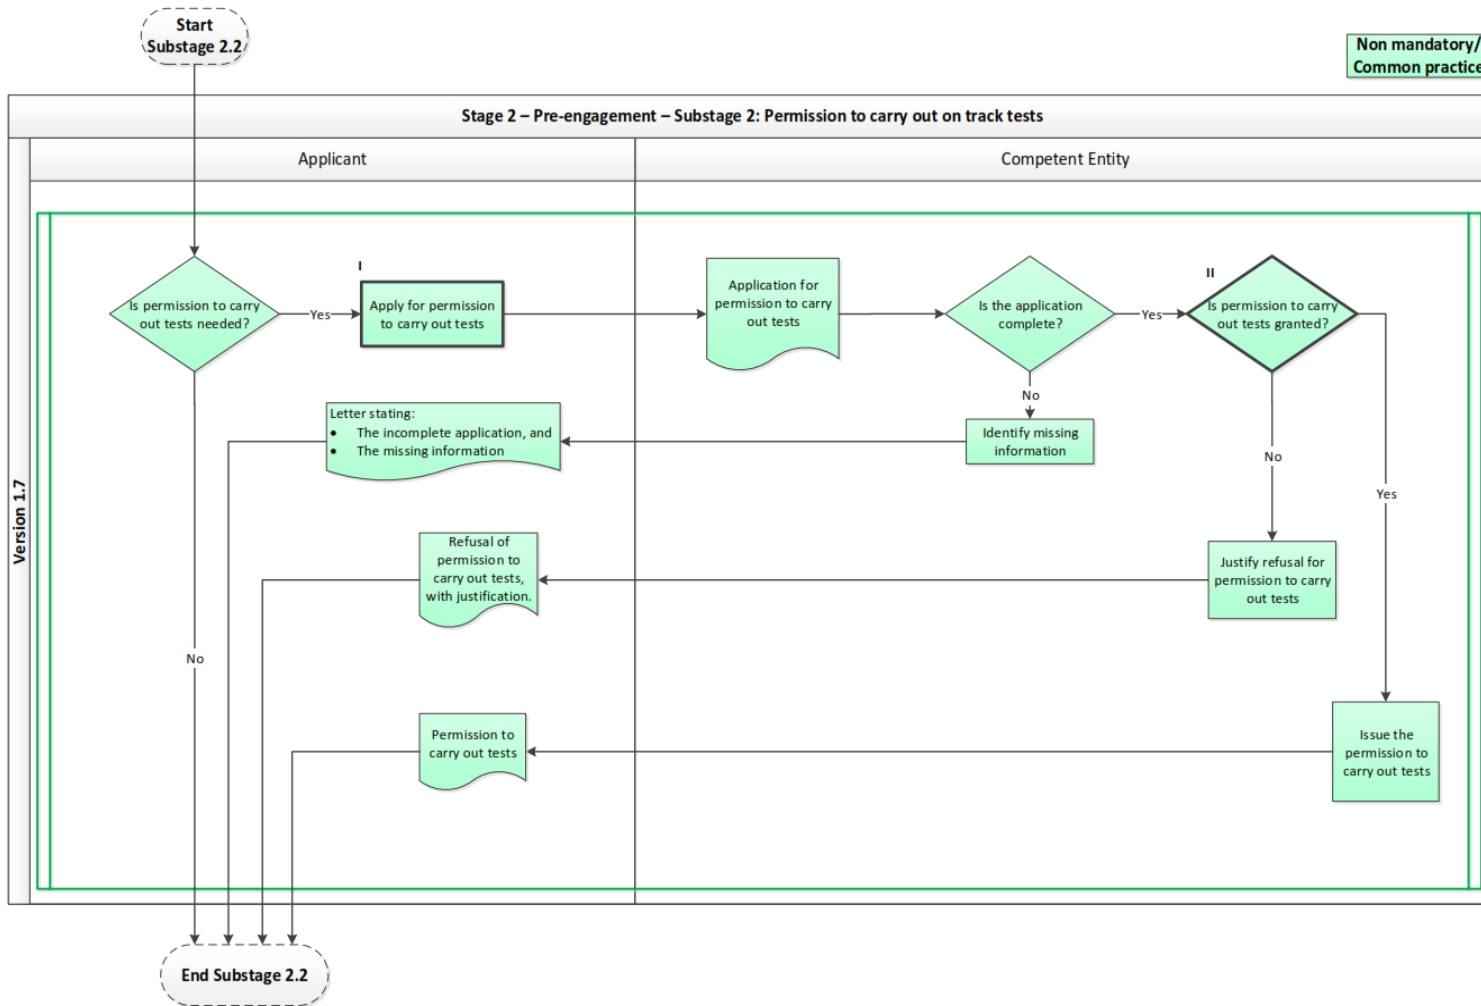 Start
Substage 2.2
Non mandatory/
Common practice
Stage 2 – Pre-engagement – Substage 2: Permission to carry out on track tests
Applicant
Competent Entity
Version 1.7
Is permission to carry
out tests needed?
Yes
I
Apply for permission
to carry out tests
Application for
permission to carry
out tests
Is the application
complete?
Yes
II
Is permission to carry
out tests granted?
No
Letter stating:
• The incomplete application, and
• The missing information
Identify missing
information
No
Yes
Refusal of
permission to
carry out tests,
with justification.
Justify refusal for
permission to carry
out tests
No
Permission to
carry out tests
Issue the
permission to
carry out tests
End Substage 2.2